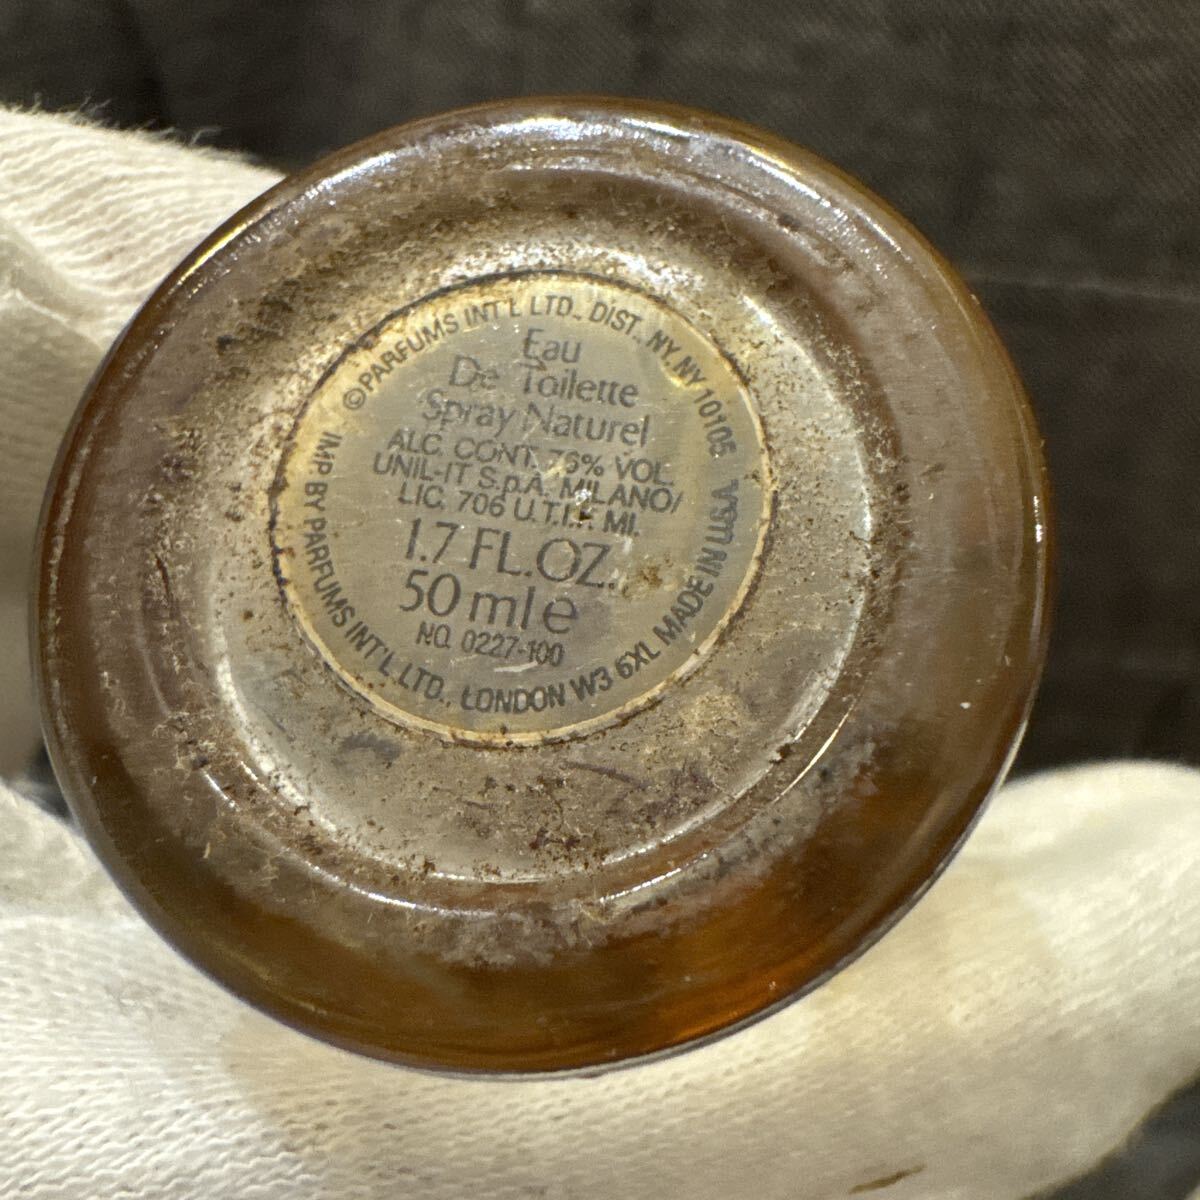 ©PARFUMS INT'L LTD., DIST., NY, NY 10105
Eau
De Toilette
Spray Naturel
ALC. CONT. 76% VOL.
UNIL-IT S.p.A. MILANO/
LIC. 706 U.T.I.F. MI.
1.7 FL.OZ.
50 ml e
NO. 0227-100
IMP BY PARFUMS INT'L LTD., LONDON W3 6XL MADE IN U.S.A.